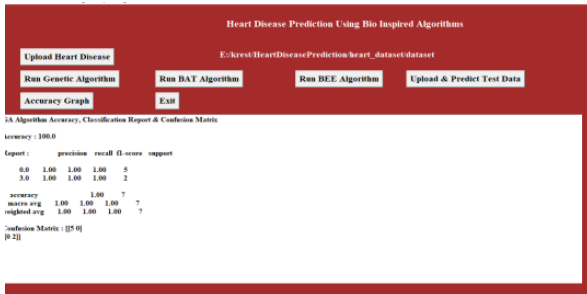 Heart Disease Prediction Using Bio Inspired Algorithms
Upload Heart Disease E:/krest/HeartDiseasePrediction/heart_dataset/dataset
Run Genetic Algorithm Run BAT Algorithm Run BEE Algorithm Upload & Predict Test Data
Accuracy Graph Exit
GA Algorithm Accuracy, Classification Report & Confusion Matrix
Accuracy : 100.0
Report : precision recall f1-score support
0.0 1.00 1.00 1.00 5
3.0 1.00 1.00 1.00 2
accuracy 1.00 7
macro avg 1.00 1.00 1.00 7
weighted avg 1.00 1.00 1.00 7
Confusion Matrix : [[5 0]
[0 2]]